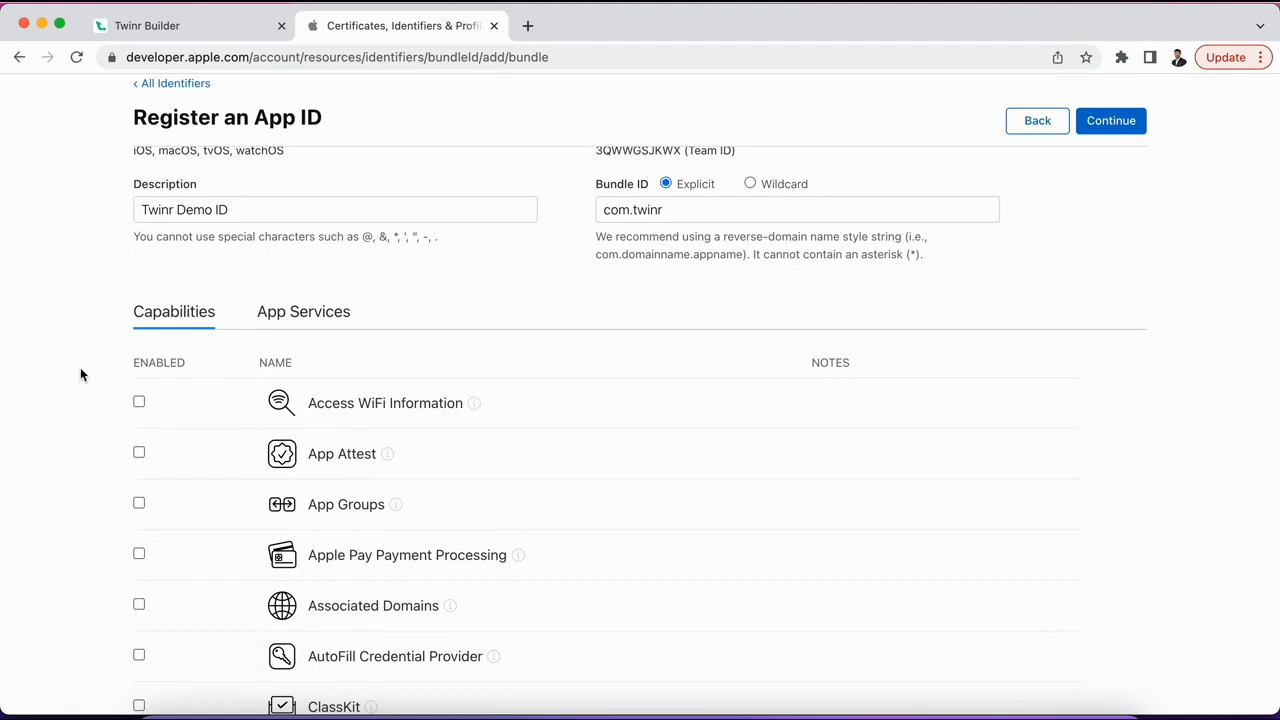 Twinr Builder
Certificates, Identifiers & Profil
developer.apple.com/account/resources/identifiers/bundleId/add/bundle
Update
‹ All Identifiers
Register an App ID
Back
Continue
iOS, macOS, tvOS, watchOS
3QWWGSJKWX (Team ID)
Description
Bundle ID
Explicit
Wildcard
Twinr Demo ID
com.twinr
You cannot use special characters such as @, &, *, ', ", -, .
We recommend using a reverse-domain name style string (i.e.,
com.domainname.appname). It cannot contain an asterisk (*).
Capabilities
App Services
ENABLED
NAME
NOTES
Access WiFi Information
App Attest
App Groups
Apple Pay Payment Processing
Associated Domains
AutoFill Credential Provider
ClassKit